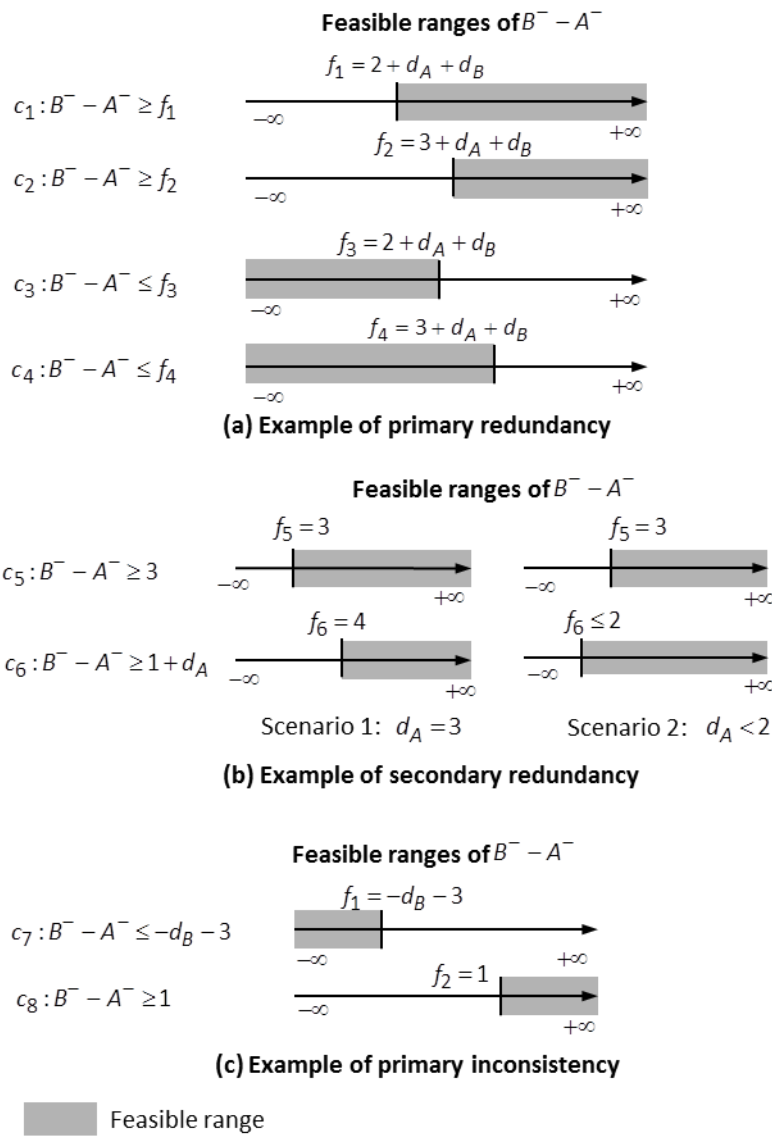 Feasible ranges of B⁻ − A⁻
f₁ = 2 + d_A + d_B
c₁ : B⁻ − A⁻ ≥ f₁
−∞ +∞
f₂ = 3 + d_A + d_B
c₂ : B⁻ − A⁻ ≥ f₂
−∞ +∞
f₃ = 2 + d_A + d_B
c₃ : B⁻ − A⁻ ≤ f₃
−∞ +∞
f₄ = 3 + d_A + d_B
c₄ : B⁻ − A⁻ ≤ f₄
−∞ +∞
(a) Example of primary redundancy
Feasible ranges of B⁻ − A⁻
f₅ = 3 f₅ = 3
c₅ : B⁻ − A⁻ ≥ 3
−∞ +∞ −∞ +∞
f₆ = 4 f₆ ≤ 2
c₆ : B⁻ − A⁻ ≥ 1 + d_A
−∞ +∞ −∞ +∞
Scenario 1: d_A = 3 Scenario 2: d_A < 2
(b) Example of secondary redundancy
Feasible ranges of B⁻ − A⁻
f₁ = −d_B − 3
c₇ : B⁻ − A⁻ ≤ −d_B − 3
−∞ +∞
f₂ = 1
c₈ : B⁻ − A⁻ ≥ 1
−∞ +∞
(c) Example of primary inconsistency
Feasible range